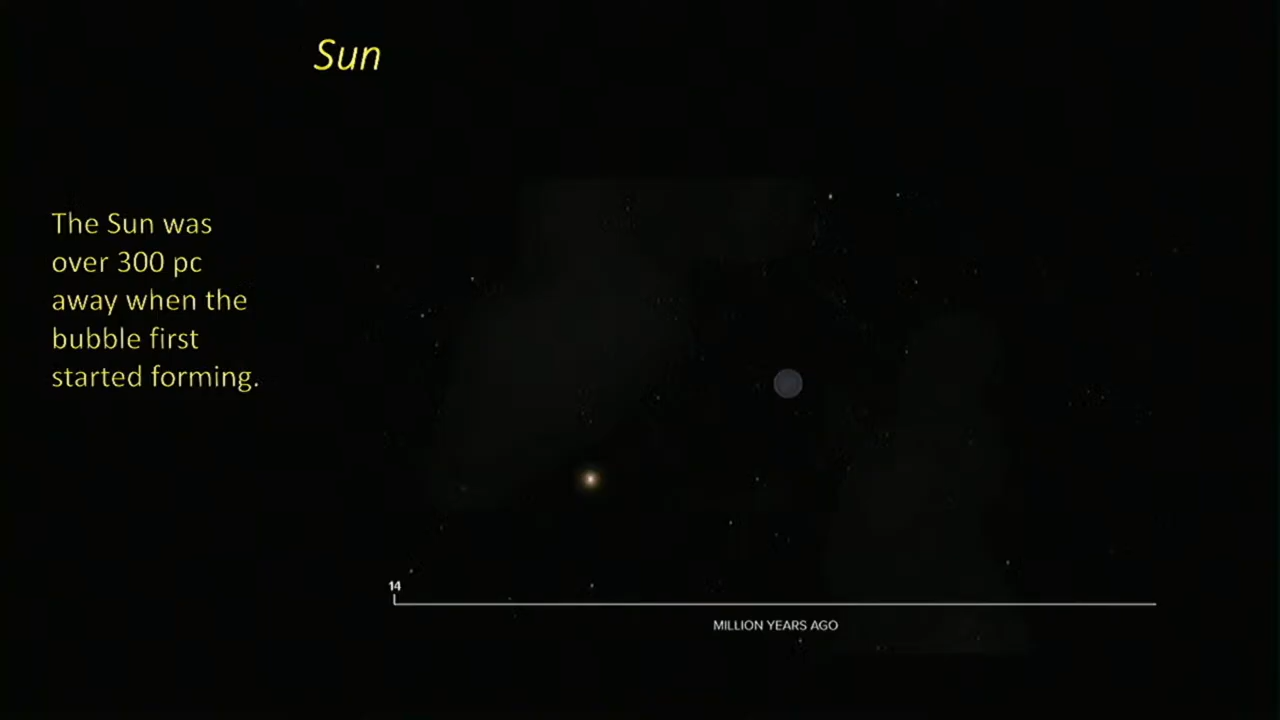 Sun
The Sun was
over 300 pc
away when the
bubble first
started forming.
14
MILLION YEARS AGO